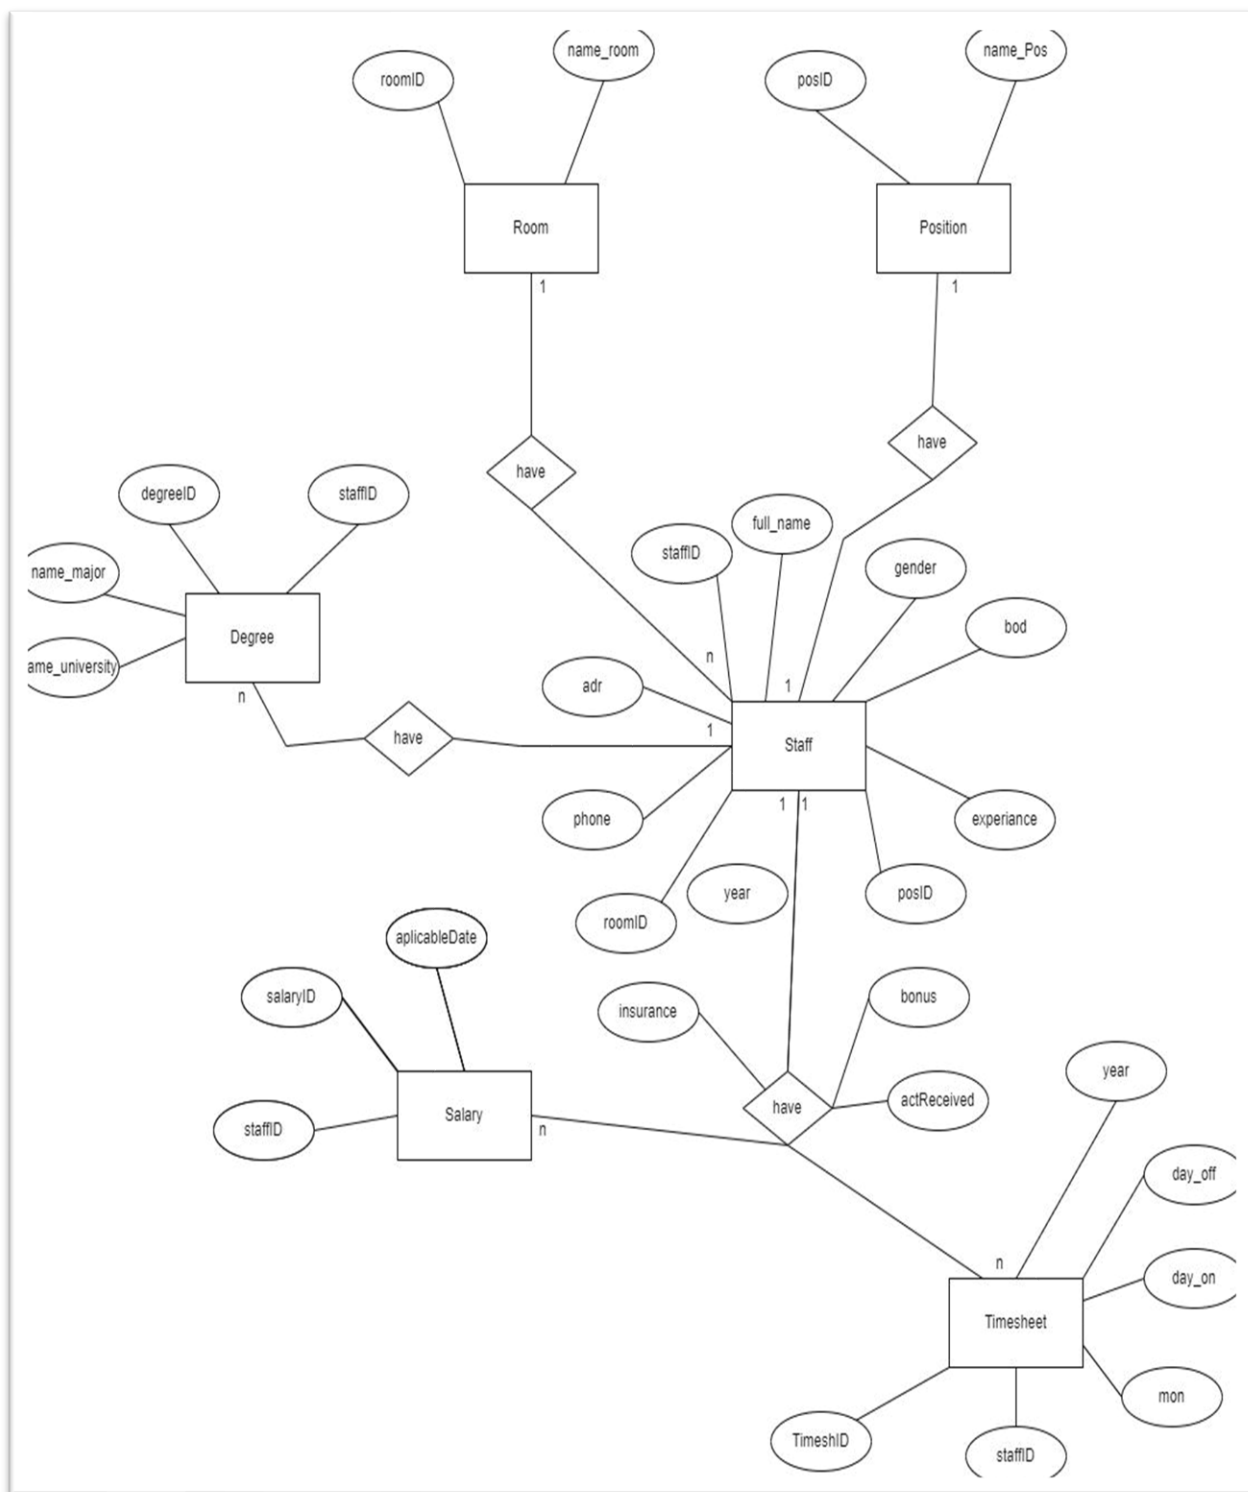 name_room
name_Pos
roomID
posID
Room
Position
1
1
have
have
degreeID
staffID
full_name
staffID
gender
name_major
bod
Degree
ame_university
n
n
adr
1
1
have
Staff
1
1
phone
experiance
year
posID
roomID
aplicableDate
salaryID
bonus
insurance
year
actReceived
have
Salary
staffID
n
day_off
n
day_on
Timesheet
mon
TimeshID
staffID